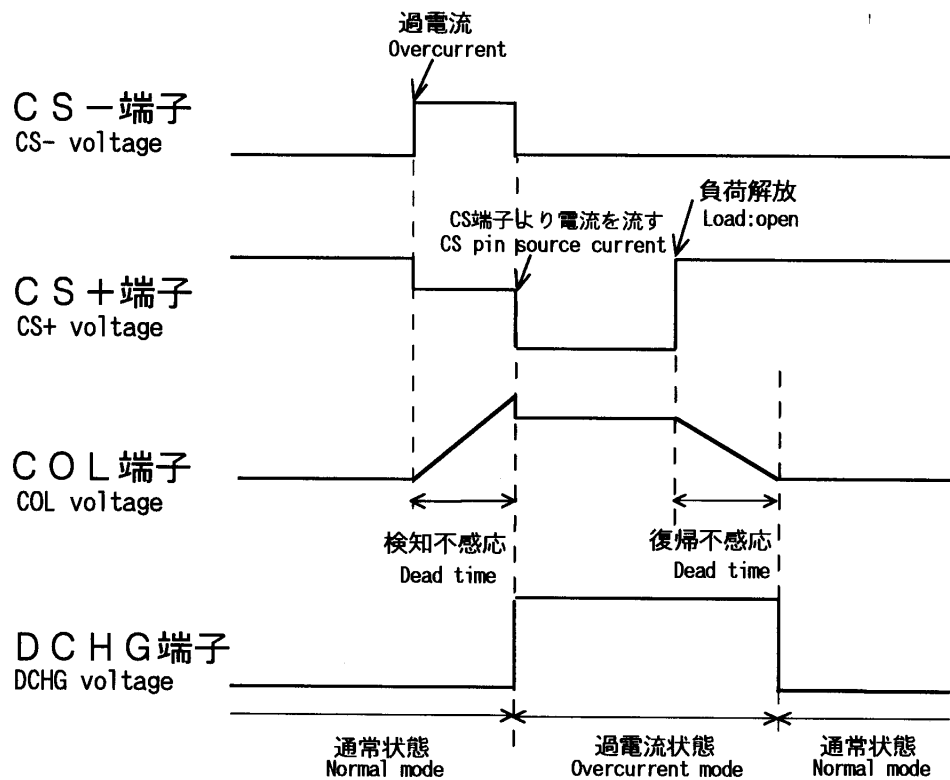 過電流
Overcurrent
CS－端子
CS- voltage
負荷解放
Load:open
CS端子より電流を流す
CS pin source current
CS＋端子
CS+ voltage
COL端子
COL voltage
検知不感応
Dead time
復帰不感応
Dead time
DCHG端子
DCHG voltage
通常状態
Normal mode
過電流状態
Overcurrent mode
通常状態
Normal mode